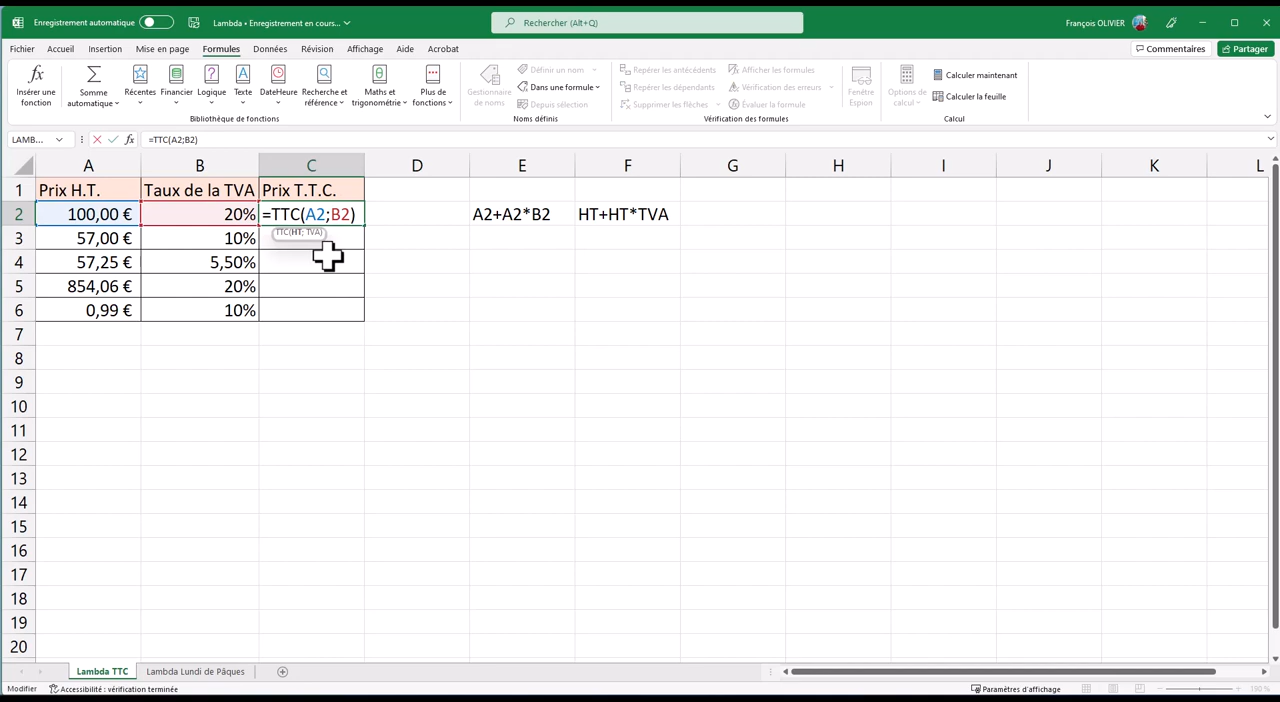 Enregistrement automatique
Lambda • Enregistrement en cours...
Rechercher (Alt+Q)
François OLIVIER
Fichier Accueil Insertion Mise en page Formules Données Révision Affichage Aide Acrobat
Commentaires Partager
Insérer une fonction
Somme automatique
Récentes
Financier
Logique
Texte
DateHeure
Recherche et référence
Maths et trigonométrie
Plus de fonctions
Bibliothèque de fonctions
Gestionnaire de noms
Définir un nom
Dans une formule
Depuis sélection
Noms définis
Repérer les antécédents
Repérer les dépendants
Supprimer les flèches
Afficher les formules
Vérification des erreurs
Évaluer la formule
Vérification des formules
Fenêtre Espion
Options de calcul
Calculer maintenant
Calculer la feuille
Calcul
LAMB... fx =TTC(A2;B2)
A B C D E F G H I J K L
1 Prix H.T. Taux de la TVA Prix T.T.C.
2 100,00 € 20% =TTC(A2;B2) A2+A2*B2 HT+HT*TVA
TTC(HT; TVA)
3 57,00 € 10%
4 57,25 € 5,50%
5 854,06 € 20%
6 0,99 € 10%
7
8
9
10
11
12
13
14
15
16
17
18
19
20
Lambda TTC Lambda Lundi de Pâques
Modifier Accessibilité : vérification terminée Paramètres d'affichage 190 %